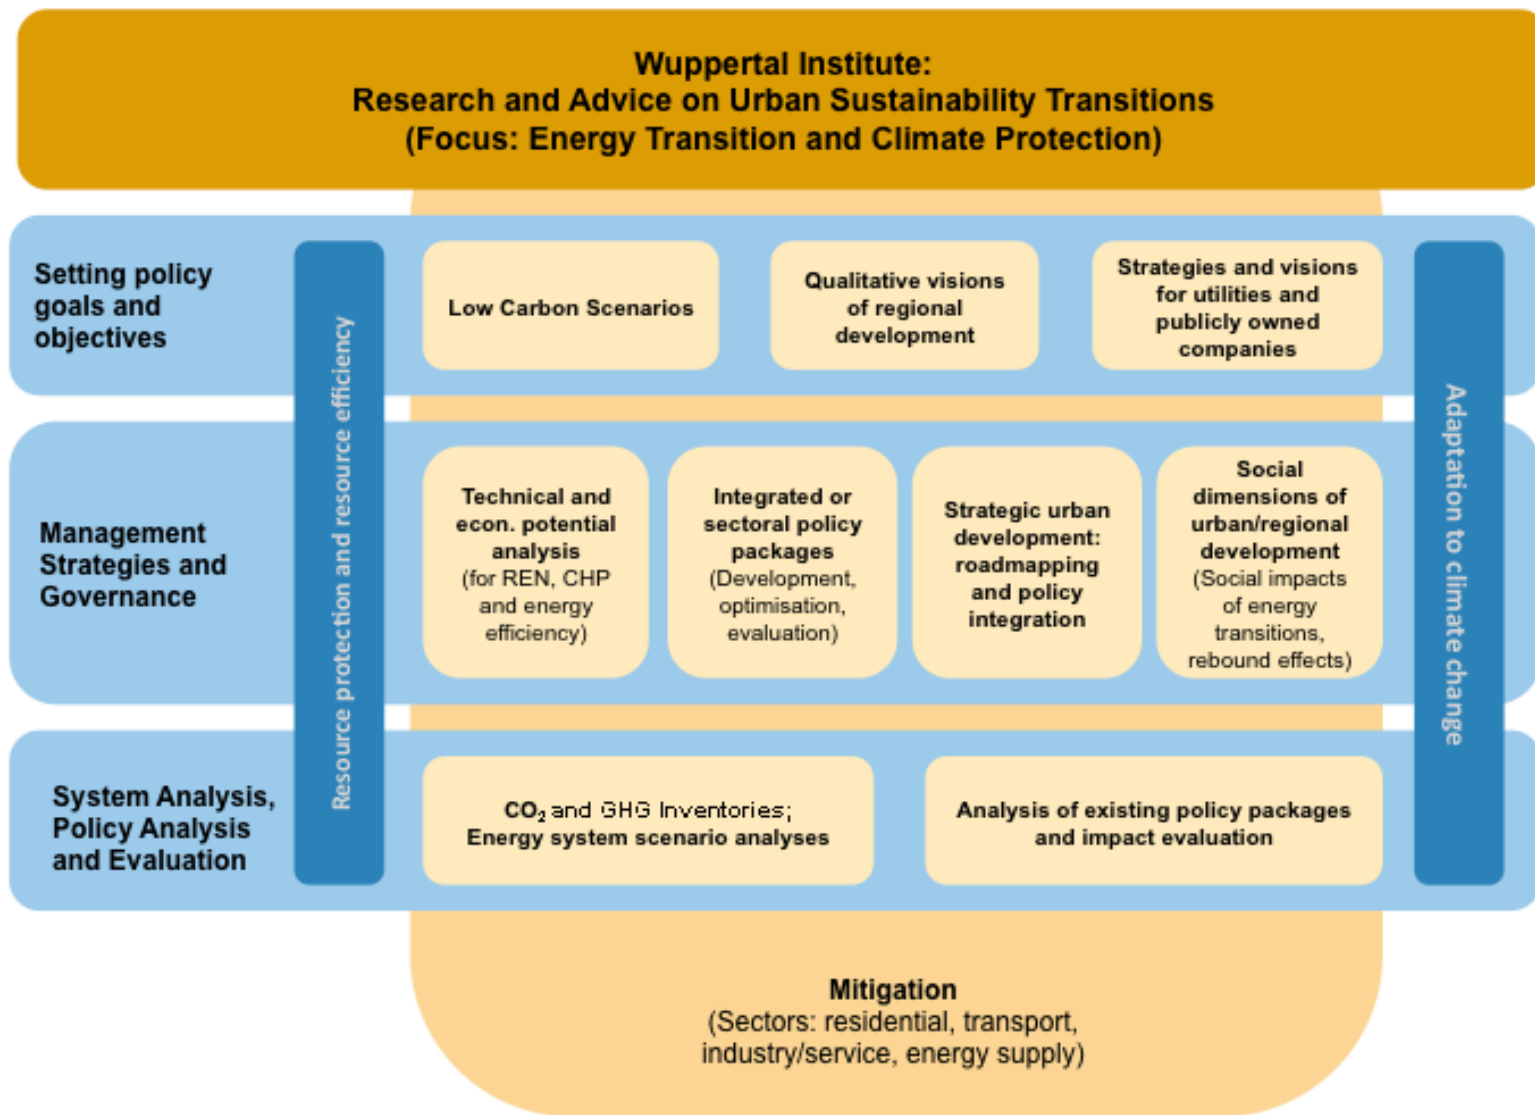 Wuppertal Institute:
Research and Advice on Urban Sustainability Transitions
(Focus: Energy Transition and Climate Protection)
Setting policy
goals and
objectives
Resource protection and resource efficiency
Low Carbon Scenarios
Qualitative visions
of regional
development
Strategies and visions
for utilities and
publicly owned
companies
Adaptation to climate change
Management
Strategies and
Governance
Technical and
econ. potential
analysis
(for REN, CHP
and energy
efficiency)
Integrated or
sectoral policy
packages
(Development,
optimisation,
evaluation)
Strategic urban
development:
roadmapping
and policy
integration
Social
dimensions of
urban/regional
development
(Social impacts
of energy
transitions,
rebound effects)
System Analysis,
Policy Analysis
and Evaluation
CO₂ and GHG Inventories;
Energy system scenario analyses
Analysis of existing policy packages
and impact evaluation
Mitigation
(Sectors: residential, transport,
industry/service, energy supply)